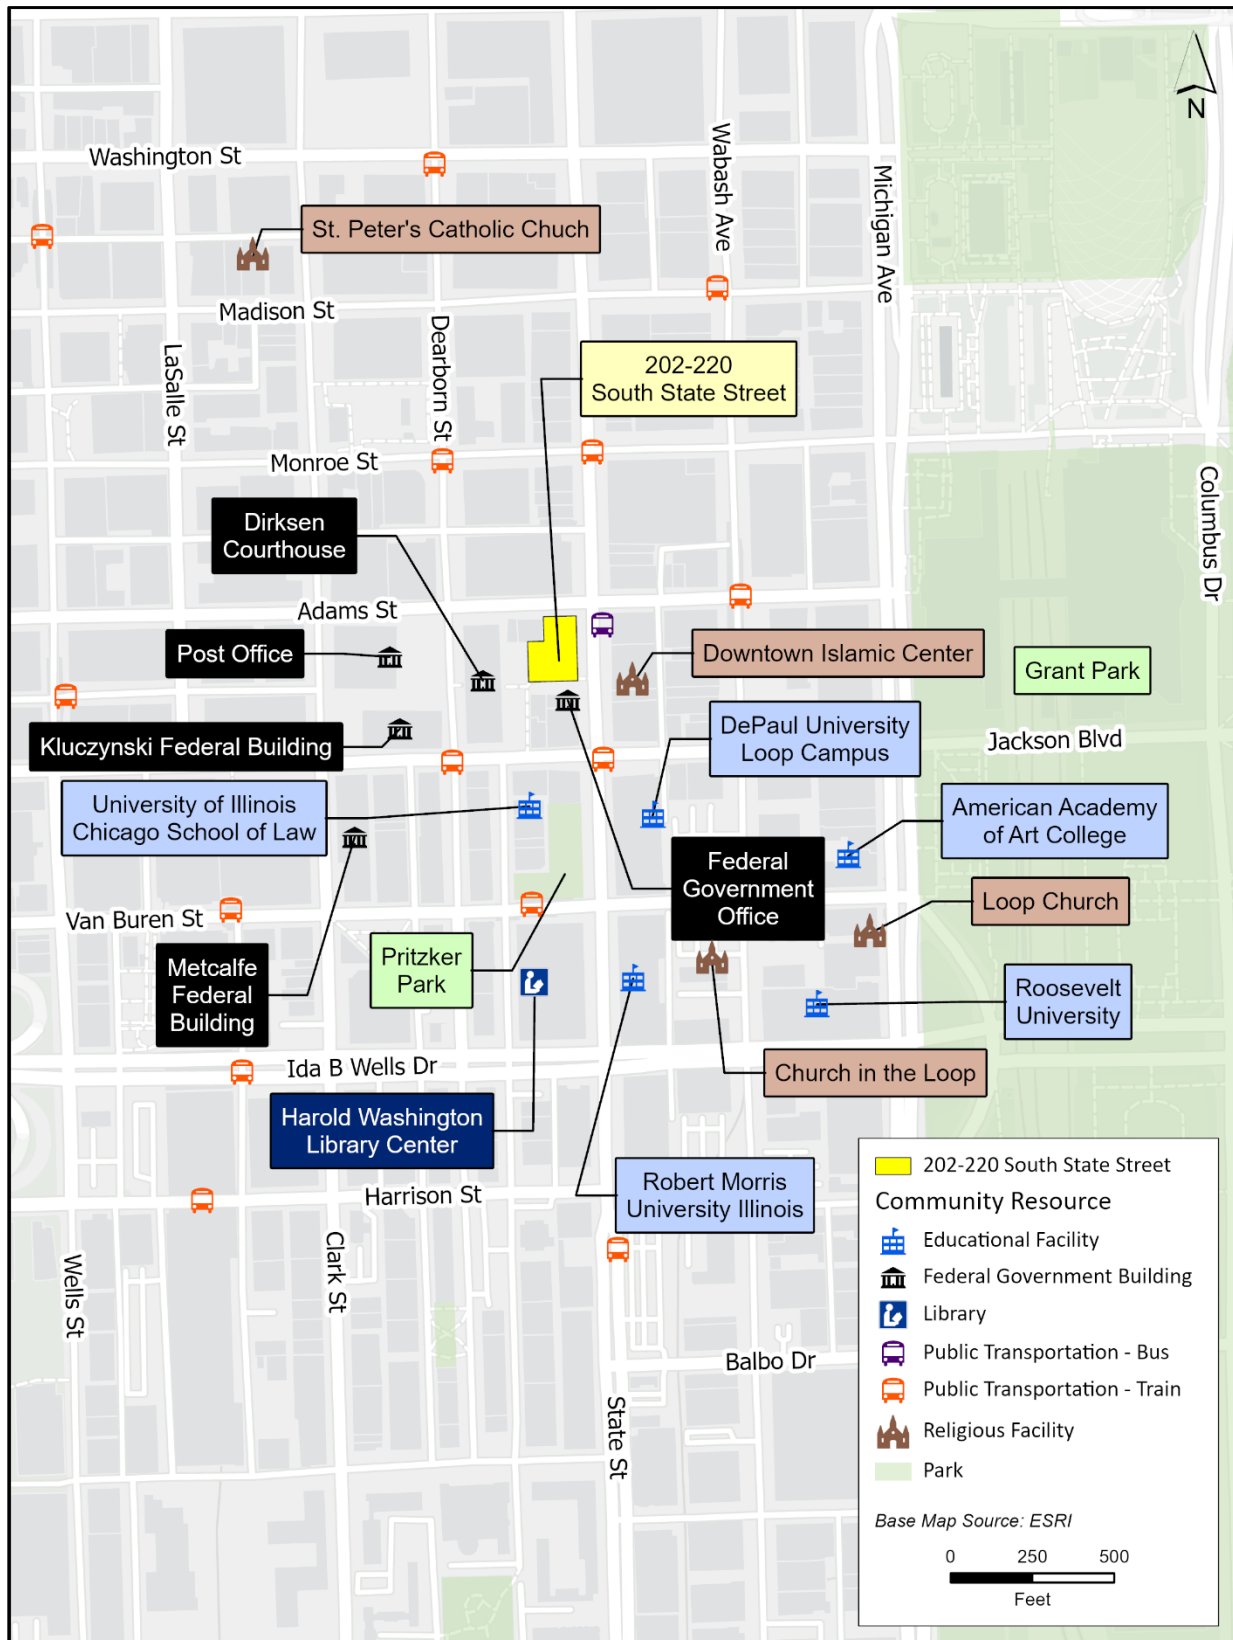 N
Washington St
Wabash Ave
Michigan Ave
St. Peter's Catholic Chuch
Madison St
LaSalle St
Dearborn St
202-220
South State Street
Monroe St
Columbus Dr
Dirksen
Courthouse
Adams St
Post Office
Downtown Islamic Center
Grant Park
Kluczynski Federal Building
DePaul University
Loop Campus
Jackson Blvd
University of Illinois
Chicago School of Law
American Academy
of Art College
Federal
Government
Office
Loop Church
Van Buren St
Pritzker
Park
Metcalfe
Federal
Building
Roosevelt
University
Ida B Wells Dr
Church in the Loop
Harold Washington
Library Center
Harrison St
Robert Morris
University Illinois
Wells St
Clark St
State St
Balbo Dr
202-220 South State Street
Community Resource
Educational Facility
Federal Government Building
Library
Public Transportation - Bus
Public Transportation - Train
Religious Facility
Park
Base Map Source: ESRI
0 250 500
Feet